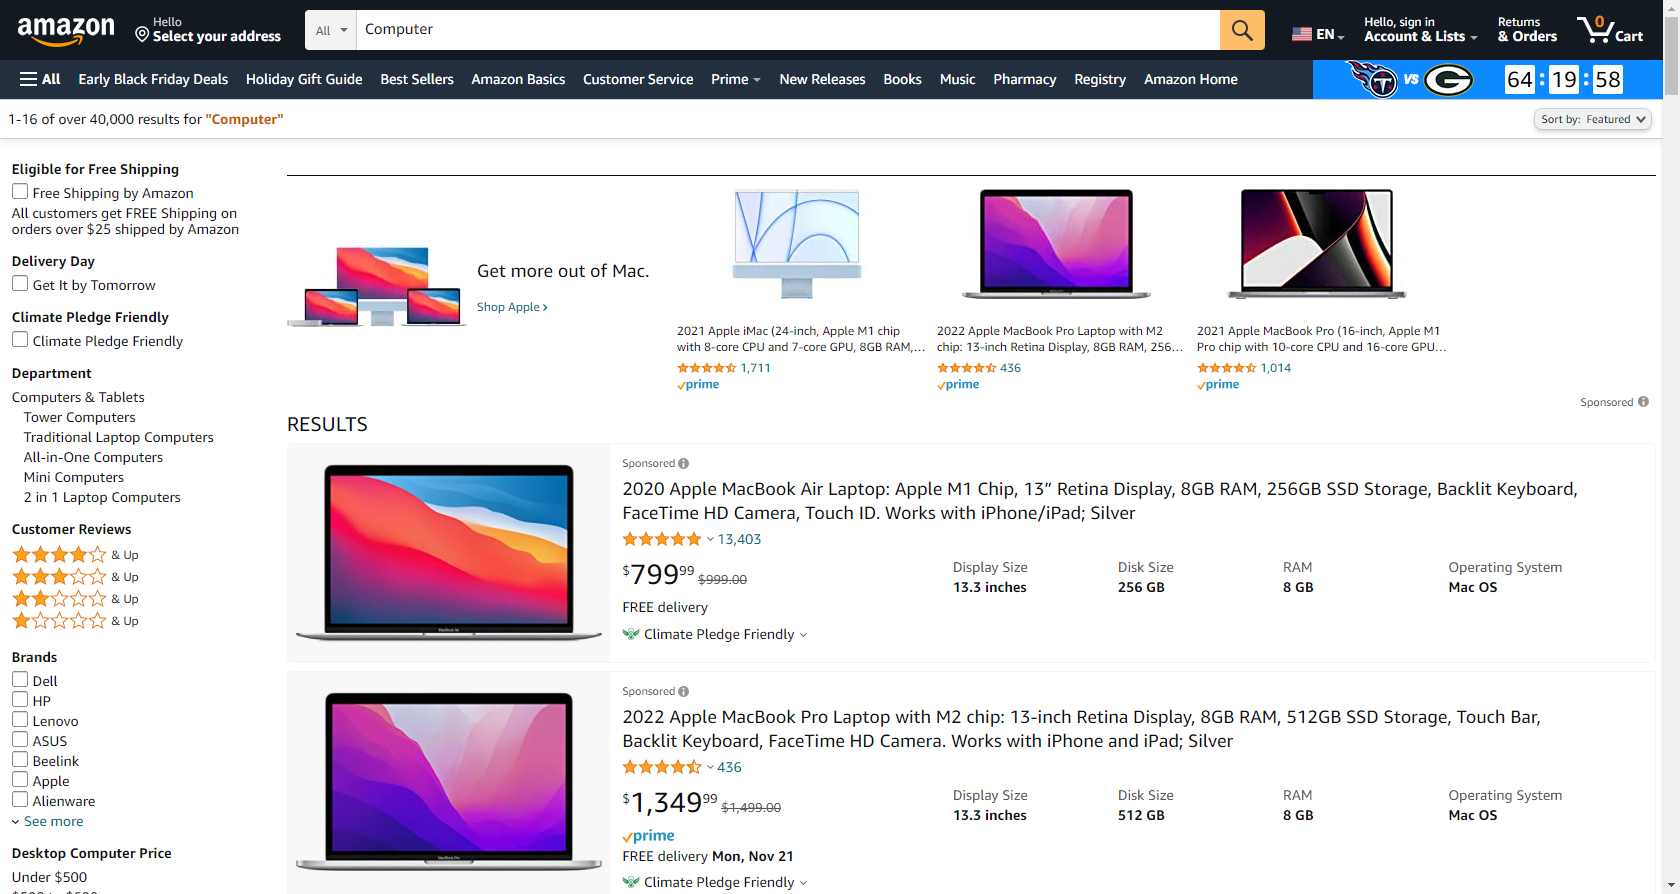 amazon
Hello
Select your address
All
Computer
EN
Hello, sign in
Account & Lists
Returns
& Orders
0
Cart
All
Early Black Friday Deals
Holiday Gift Guide
Best Sellers
Amazon Basics
Customer Service
Prime
New Releases
Books
Music
Pharmacy
Registry
Amazon Home
T VS G 64 : 19 : 58
1-16 of over 40,000 results for "Computer"
Sort by: Featured
Eligible for Free Shipping
Free Shipping by Amazon
All customers get FREE Shipping on
orders over $25 shipped by Amazon
Delivery Day
Get It by Tomorrow
Climate Pledge Friendly
Climate Pledge Friendly
Department
Computers & Tablets
Tower Computers
Traditional Laptop Computers
All-in-One Computers
Mini Computers
2 in 1 Laptop Computers
Customer Reviews
& Up
& Up
& Up
& Up
Brands
Dell
HP
Lenovo
ASUS
Beelink
Apple
Alienware
See more
Desktop Computer Price
Under $500
Get more out of Mac.
Shop Apple ›
2021 Apple iMac (24-inch, Apple M1 chip
with 8-core CPU and 7-core GPU, 8GB RAM,...
1,711
prime
2022 Apple MacBook Pro Laptop with M2
chip: 13-inch Retina Display, 8GB RAM, 256...
436
prime
2021 Apple MacBook Pro (16-inch, Apple M1
Pro chip with 10-core CPU and 16-core GPU...
1,014
prime
Sponsored
RESULTS
Sponsored
2020 Apple MacBook Air Laptop: Apple M1 Chip, 13” Retina Display, 8GB RAM, 256GB SSD Storage, Backlit Keyboard,
FaceTime HD Camera, Touch ID. Works with iPhone/iPad; Silver
13,403
$799 99 $999.00
FREE delivery
Climate Pledge Friendly
Display Size
13.3 inches
Disk Size
256 GB
RAM
8 GB
Operating System
Mac OS
Sponsored
2022 Apple MacBook Pro Laptop with M2 chip: 13-inch Retina Display, 8GB RAM, 512GB SSD Storage, Touch Bar,
Backlit Keyboard, FaceTime HD Camera. Works with iPhone and iPad; Silver
436
$1,349 99 $1,499.00
prime
FREE delivery Mon, Nov 21
Climate Pledge Friendly
Display Size
13.3 inches
Disk Size
512 GB
RAM
8 GB
Operating System
Mac OS